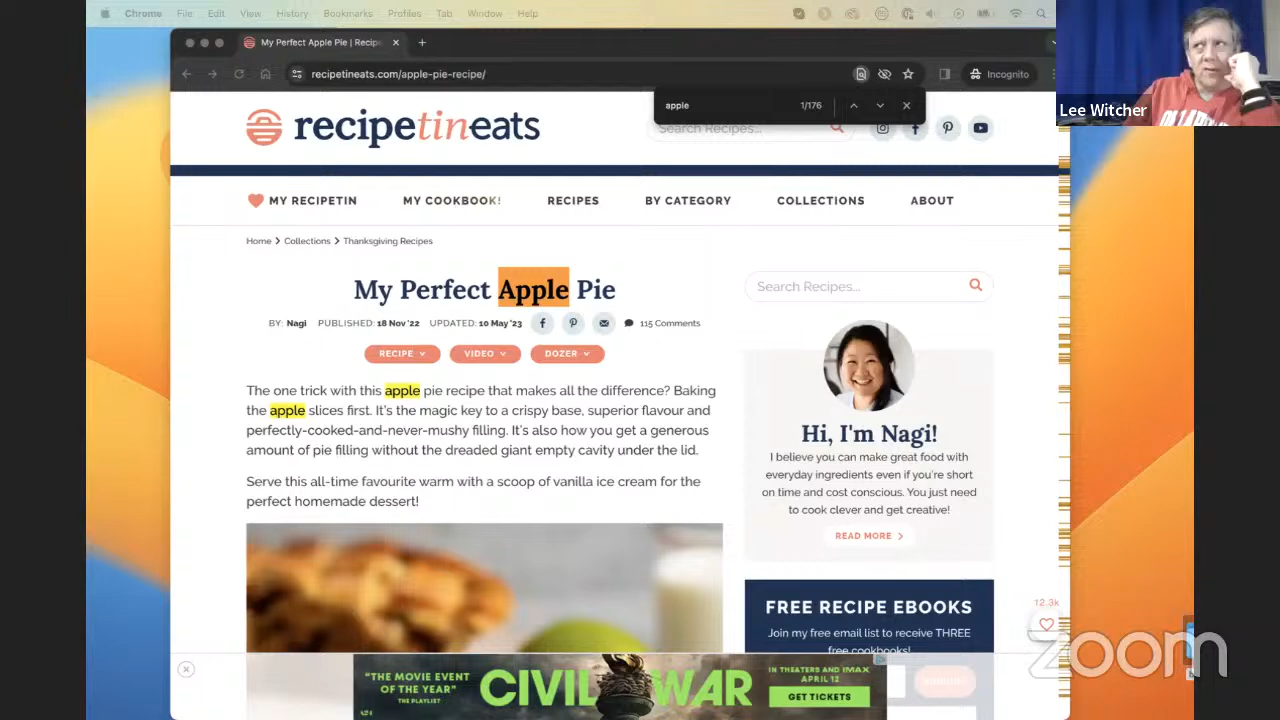 Chrome File Edit View History Bookmarks Profiles Tab Window Help
My Perfect Apple Pie | Recipe
recipetineats.com/apple-pie-recipe/
Incognito
apple 1/176
recipetineats
Search Recipes...
MY RECIPETIN MY COOKBOOK! RECIPES BY CATEGORY COLLECTIONS ABOUT
Home > Collections > Thanksgiving Recipes
My Perfect Apple Pie
BY: Nagi PUBLISHED: 18 Nov '22 UPDATED: 10 May '23 115 Comments
RECIPE VIDEO DOZER
The one trick with this apple pie recipe that makes all the difference? Baking
the apple slices first. It's the magic key to a crispy base, superior flavour and
perfectly-cooked-and-never-mushy filling. It's also how you get a generous
amount of pie filling without the dreaded giant empty cavity under the lid.
Serve this all-time favourite warm with a scoop of vanilla ice cream for the
perfect homemade dessert!
Search Recipes...
Hi, I'm Nagi!
I believe you can make great food with
everyday ingredients even if you're short
on time and cost conscious. You just need
to cook clever and get creative!
READ MORE >
FREE RECIPE EBOOKS
Join my free email list to receive THREE
free cookbooks!
12.3k
"THE MOVIE EVENT
OF THE YEAR"
THE PLAYLIST
CIVIL WAR
IN THEATERS AND IMAX
APRIL 12
GET TICKETS
Lee Witcher
zoom